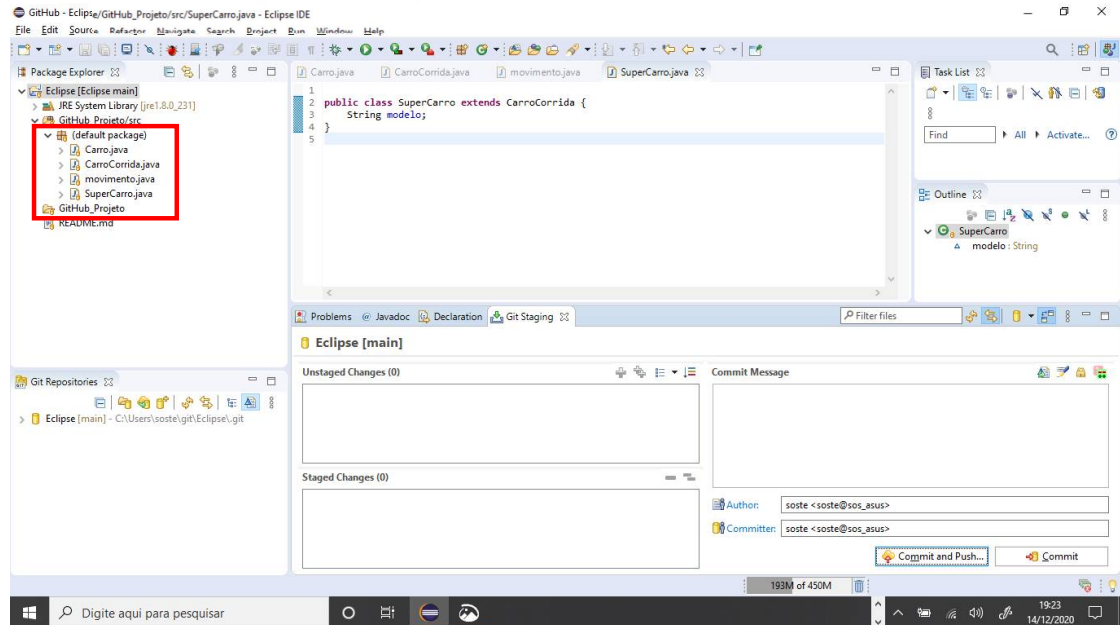 GitHub - Eclipse/GitHub_Projeto/src/SuperCarro.java - Eclipse IDE
File Edit Source Refactor Navigate Search Project Run Window Help
Package Explorer
Carro.java CarroCorrida.java movimento.java SuperCarro.java
Task List
Eclipse [Eclipse main]
JRE System Library [jre1.8.0_231]
GitHub_Projeto/src
(default package)
Carro.java
CarroCorrida.java
movimento.java
SuperCarro.java
GitHub_Projeto
README.md
1
2 public class SuperCarro extends CarroCorrida {
3 String modelo;
4 }
5
Find All Activate...
Outline
SuperCarro
modelo : String
Problems @ Javadoc Declaration Git Staging
Filter files
Eclipse [main]
Unstaged Changes (0)
Commit Message
Git Repositories
Eclipse [main] - C:\Users\soste\git\Eclipse\.git
Staged Changes (0)
Author: soste <soste@sos_asus>
Committer: soste <soste@sos_asus>
Commit and Push... Commit
193M of 450M
Digite aqui para pesquisar
19:23
14/12/2020